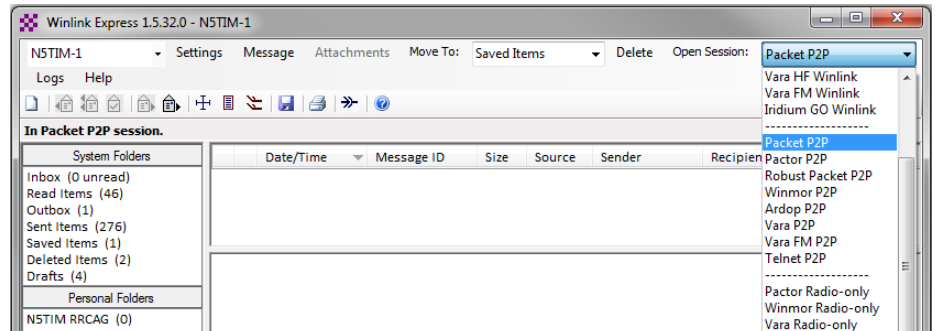 Winlink Express 1.5.32.0 - N5TIM-1
N5TIM-1 Settings Message Attachments Move To: Saved Items Delete Open Session: Packet P2P
Logs Help
In Packet P2P session.
System Folders
Inbox (0 unread)
Read Items (46)
Outbox (1)
Sent Items (276)
Saved Items (1)
Deleted Items (2)
Drafts (4)
Personal Folders
N5TIM RRCAG (0)
Date/Time Message ID Size Source Sender Recipien
Vara HF Winlink
Vara FM Winlink
Iridium GO Winlink
-------------------
Packet P2P
Pactor P2P
Robust Packet P2P
Winmor P2P
Ardop P2P
Vara P2P
Vara FM P2P
Telnet P2P
-------------------
Pactor Radio-only
Winmor Radio-only
Vara Radio-only